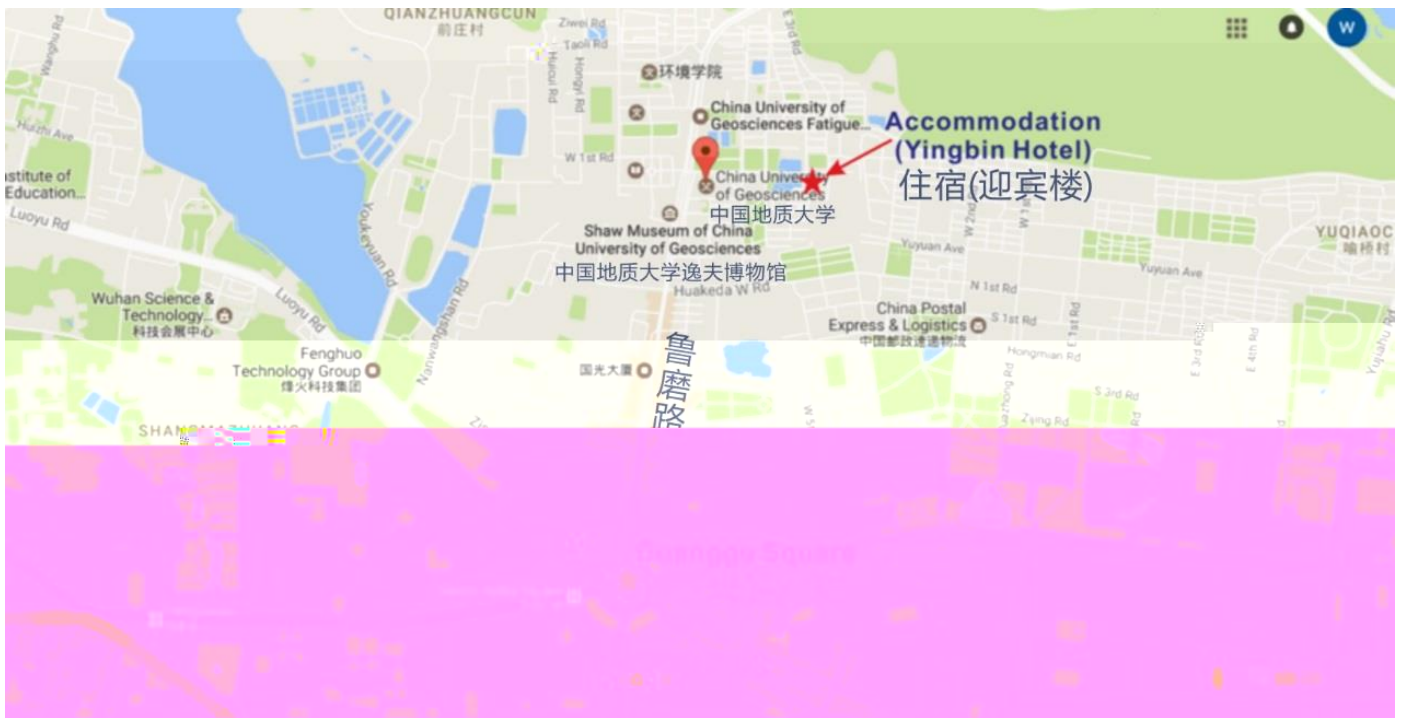 QIANZHUANGCUN
前庄村
Ziwei Rd
Taoli Rd
E 3rd Rd
Wanghu Rd
W
环境学院
Huicui Rd
Hongyi Rd
China University of
Geosciences Fatigue...
Accommodation
(Yingbin Hotel)
住宿(迎宾楼)
Huizhi Ave
W 1st Rd
stitute of
Education...
China University
of Geosciences
中国地质大学
Luoyu Rd
Youkeyuan Rd
Shaw Museum of China
University of Geosciences
中国地质大学逸夫博物馆
W 2nd Rd
W 1st
YUQIAOC
喻桥村
Yuyuan Ave
Yuyuan Ave
Huakeda W Rd
N 1st Rd
Wuhan Science &
Technology...
科技会展中心
Luoyu Rd
Nanwangshan Rd
China Postal
Express & Logistics
中国邮政速递物流
S 1st Rd
E 1st Rd
E 3rd Rd
E 4th Rd
Yujiahu Rd
Fenghuo
Technology Group
烽火科技集团
国光大厦
鲁磨路
Hongmian Rd
S 3rd Rd
Ziying Rd
Guanggu Square